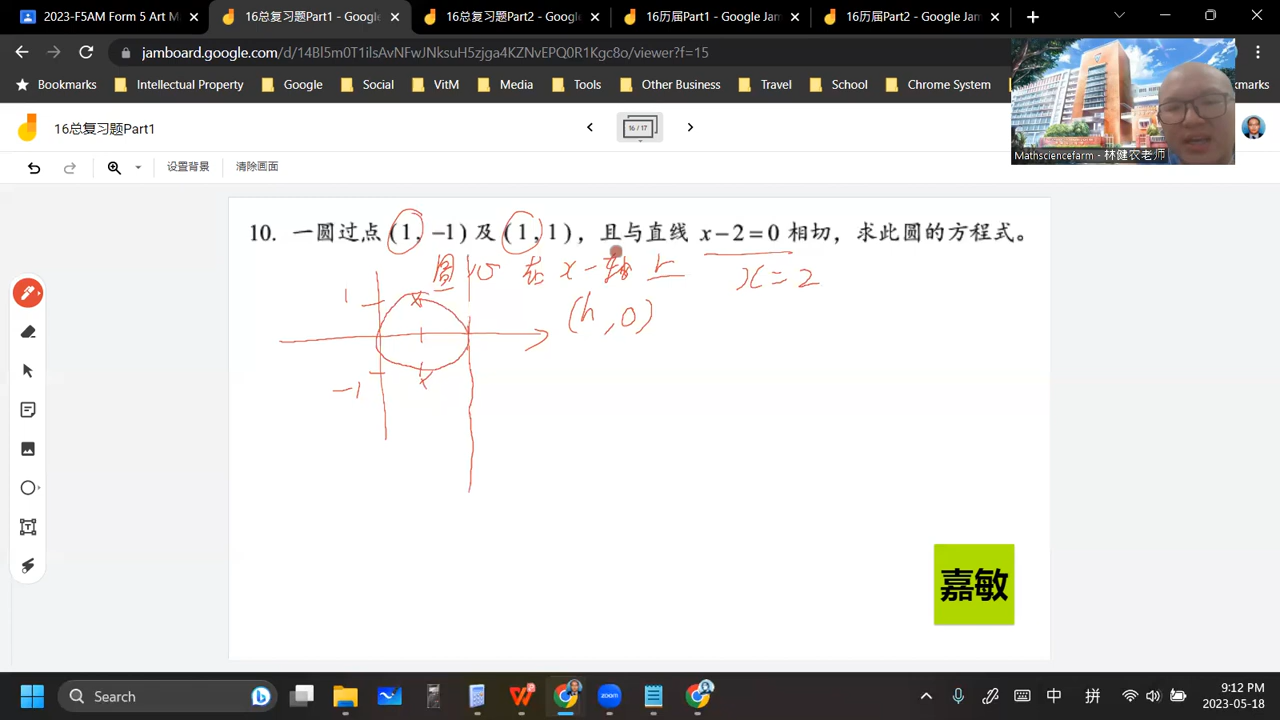 2023-F5AM Form 5 Art M
16总复习题Part1 - Google
16总复习题Part2 - Google Jam
16历届Part1 - Google Jamboa
16历届Part2 - Google Jamboa
jamboard.google.com
viewer?f=15
Bookmarks
Intellectual Property
Google
Social
Media
Tools
Other Business
Travel
School
Chrome System
16总复习题Part1
16 / 17
Mathsciencefarm - 林健农老师
设置背景
清除画面
10. 一圆过点 (1, −1) 及 (1, 1)，且与直线 x − 2 = 0 相切，求此圆的方程式。
圆心在 x-轴上
x = 2
(h, 0)
1
-1
嘉敏
Search
中
拼
9:12 PM
2023-05-18